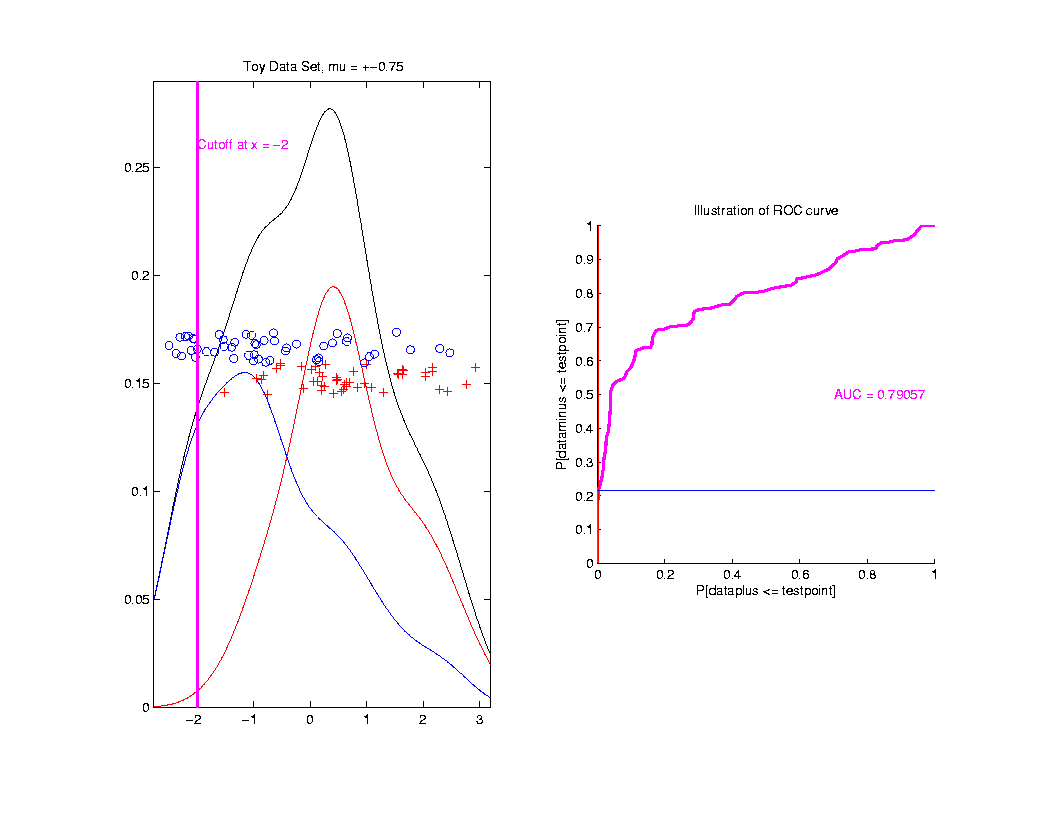 Toy Data Set, mu = +−0.75
Cutoff at x = −2
0.25
0.2
0.15
0.1
0.05
0
−2 −1 0 1 2 3
Illustration of ROC curve
P[dataminus <= testpoint]
1
0.9
0.8
0.7
0.6
0.5
0.4
0.3
0.2
0.1
0
AUC = 0.79057
0 0.2 0.4 0.6 0.8 1
P[dataplus <= testpoint]